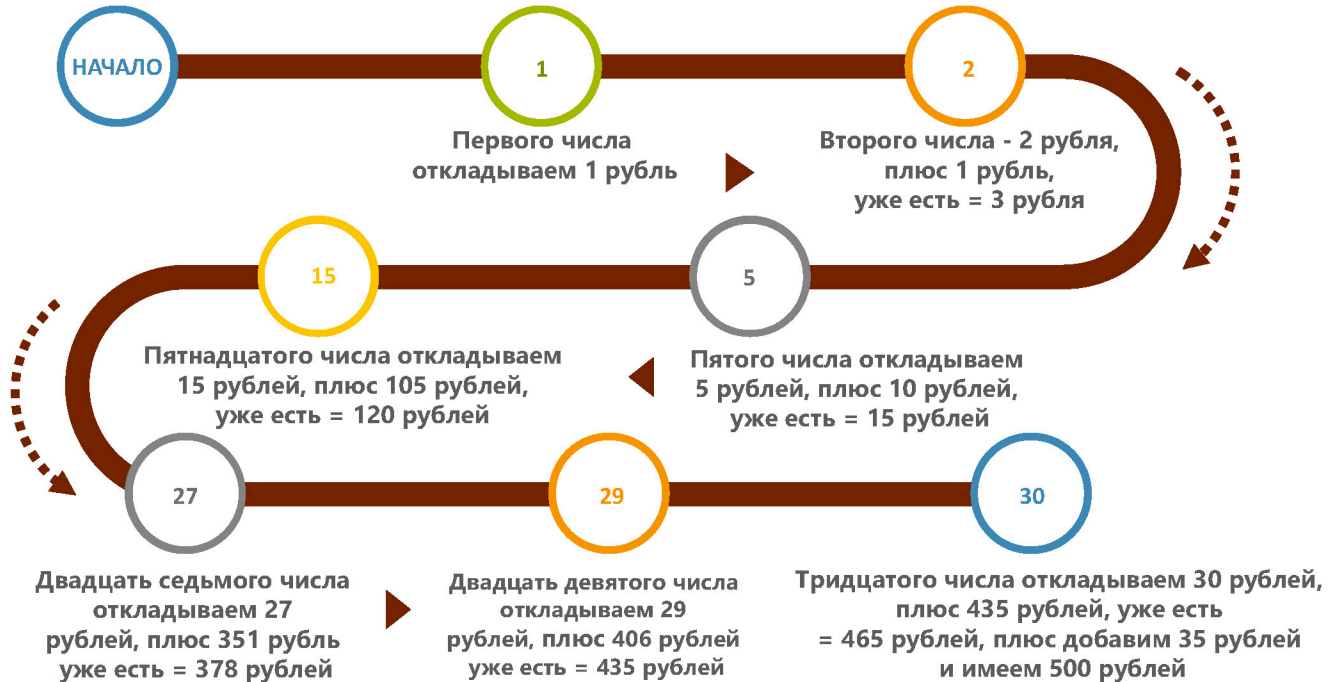 НАЧАЛО
1
2
Первого числа
откладываем 1 рубль
Второго числа - 2 рубля,
плюс 1 рубль,
уже есть = 3 рубля
15
5
Пятнадцатого числа откладываем
15 рублей, плюс 105 рублей,
уже есть = 120 рублей
Пятого числа откладываем
5 рублей, плюс 10 рублей,
уже есть = 15 рублей
27
29
30
Двадцать седьмого числа
откладываем 27
рублей, плюс 351 рубль
уже есть = 378 рублей
Двадцать девятого числа
откладываем 29
рублей, плюс 406 рублей
уже есть = 435 рублей
Тридцатого числа откладываем 30 рублей,
плюс 435 рублей, уже есть
= 465 рублей, плюс добавим 35 рублей
и имеем 500 рублей